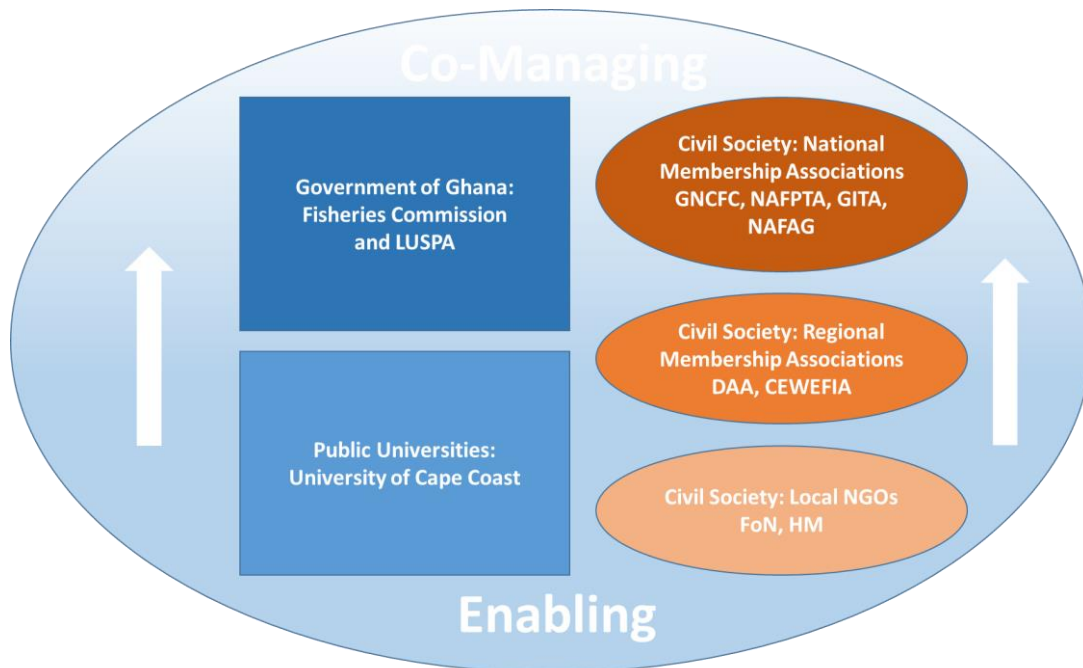 Co-Managing
Government of Ghana:
Fisheries Commission
and LUSPA
Civil Society: National
Membership Associations
GNCFC, NAFPTA, GITA,
NAFAG
Civil Society: Regional
Membership Associations
DAA, CEWEFIA
Public Universities:
University of Cape Coast
Civil Society: Local NGOs
FoN, HM
Enabling